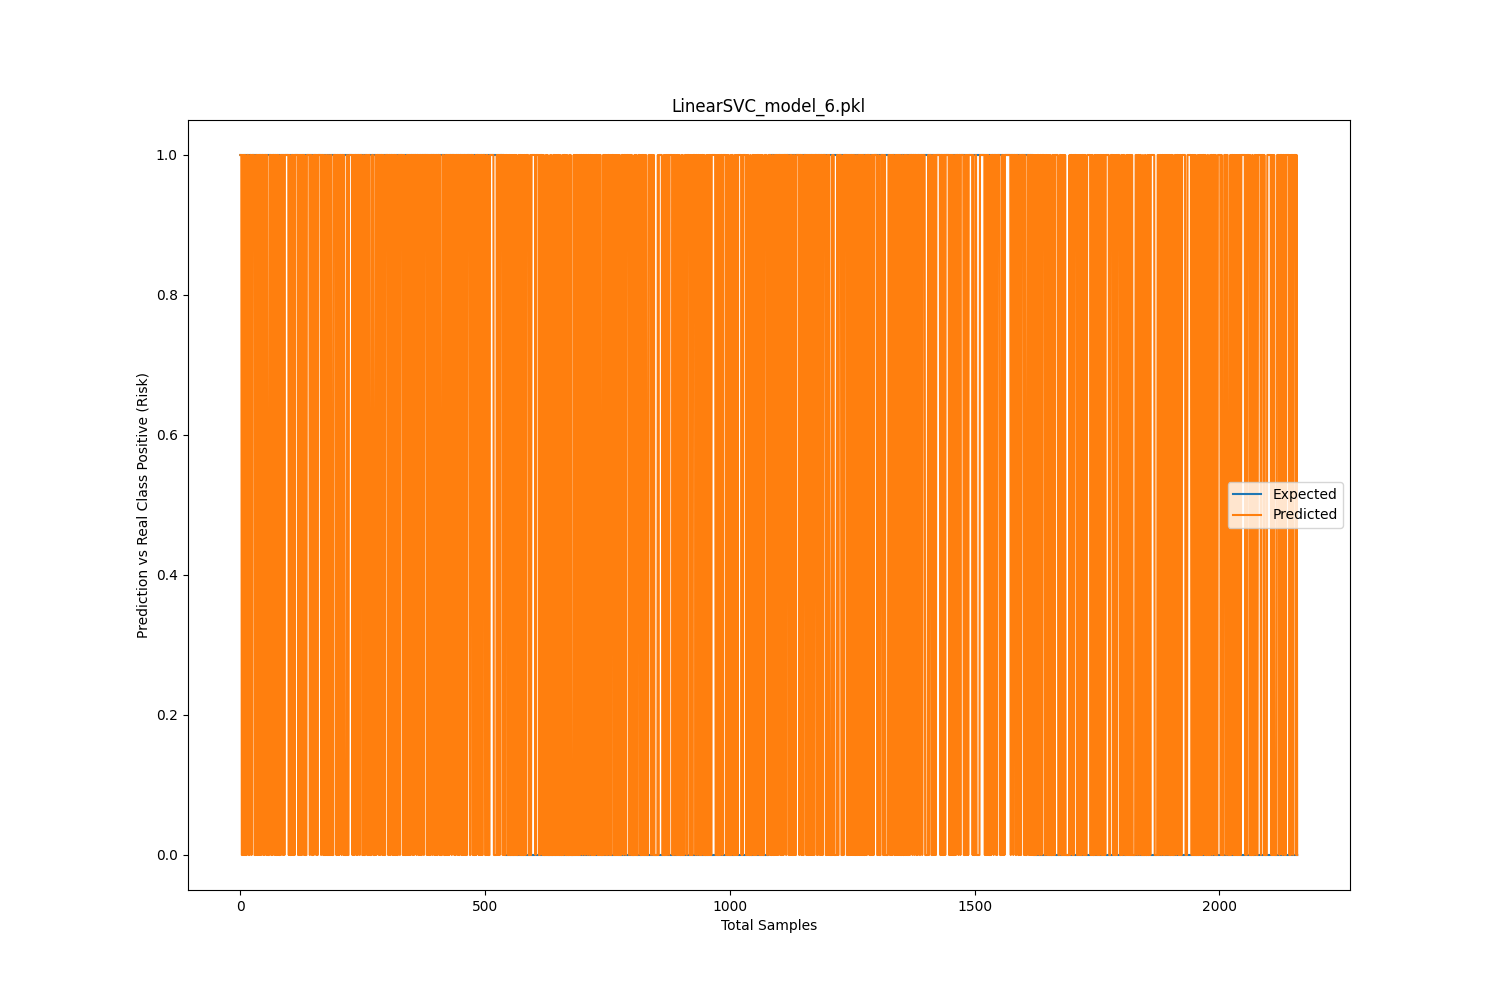 LinearSVC_model_6.pkl
1.0
0.8
0.6
0.4
0.2
0.0
Prediction vs Real Class Positive (Risk)
Expected
Predicted
0
500
1000
1500
2000
Total Samples